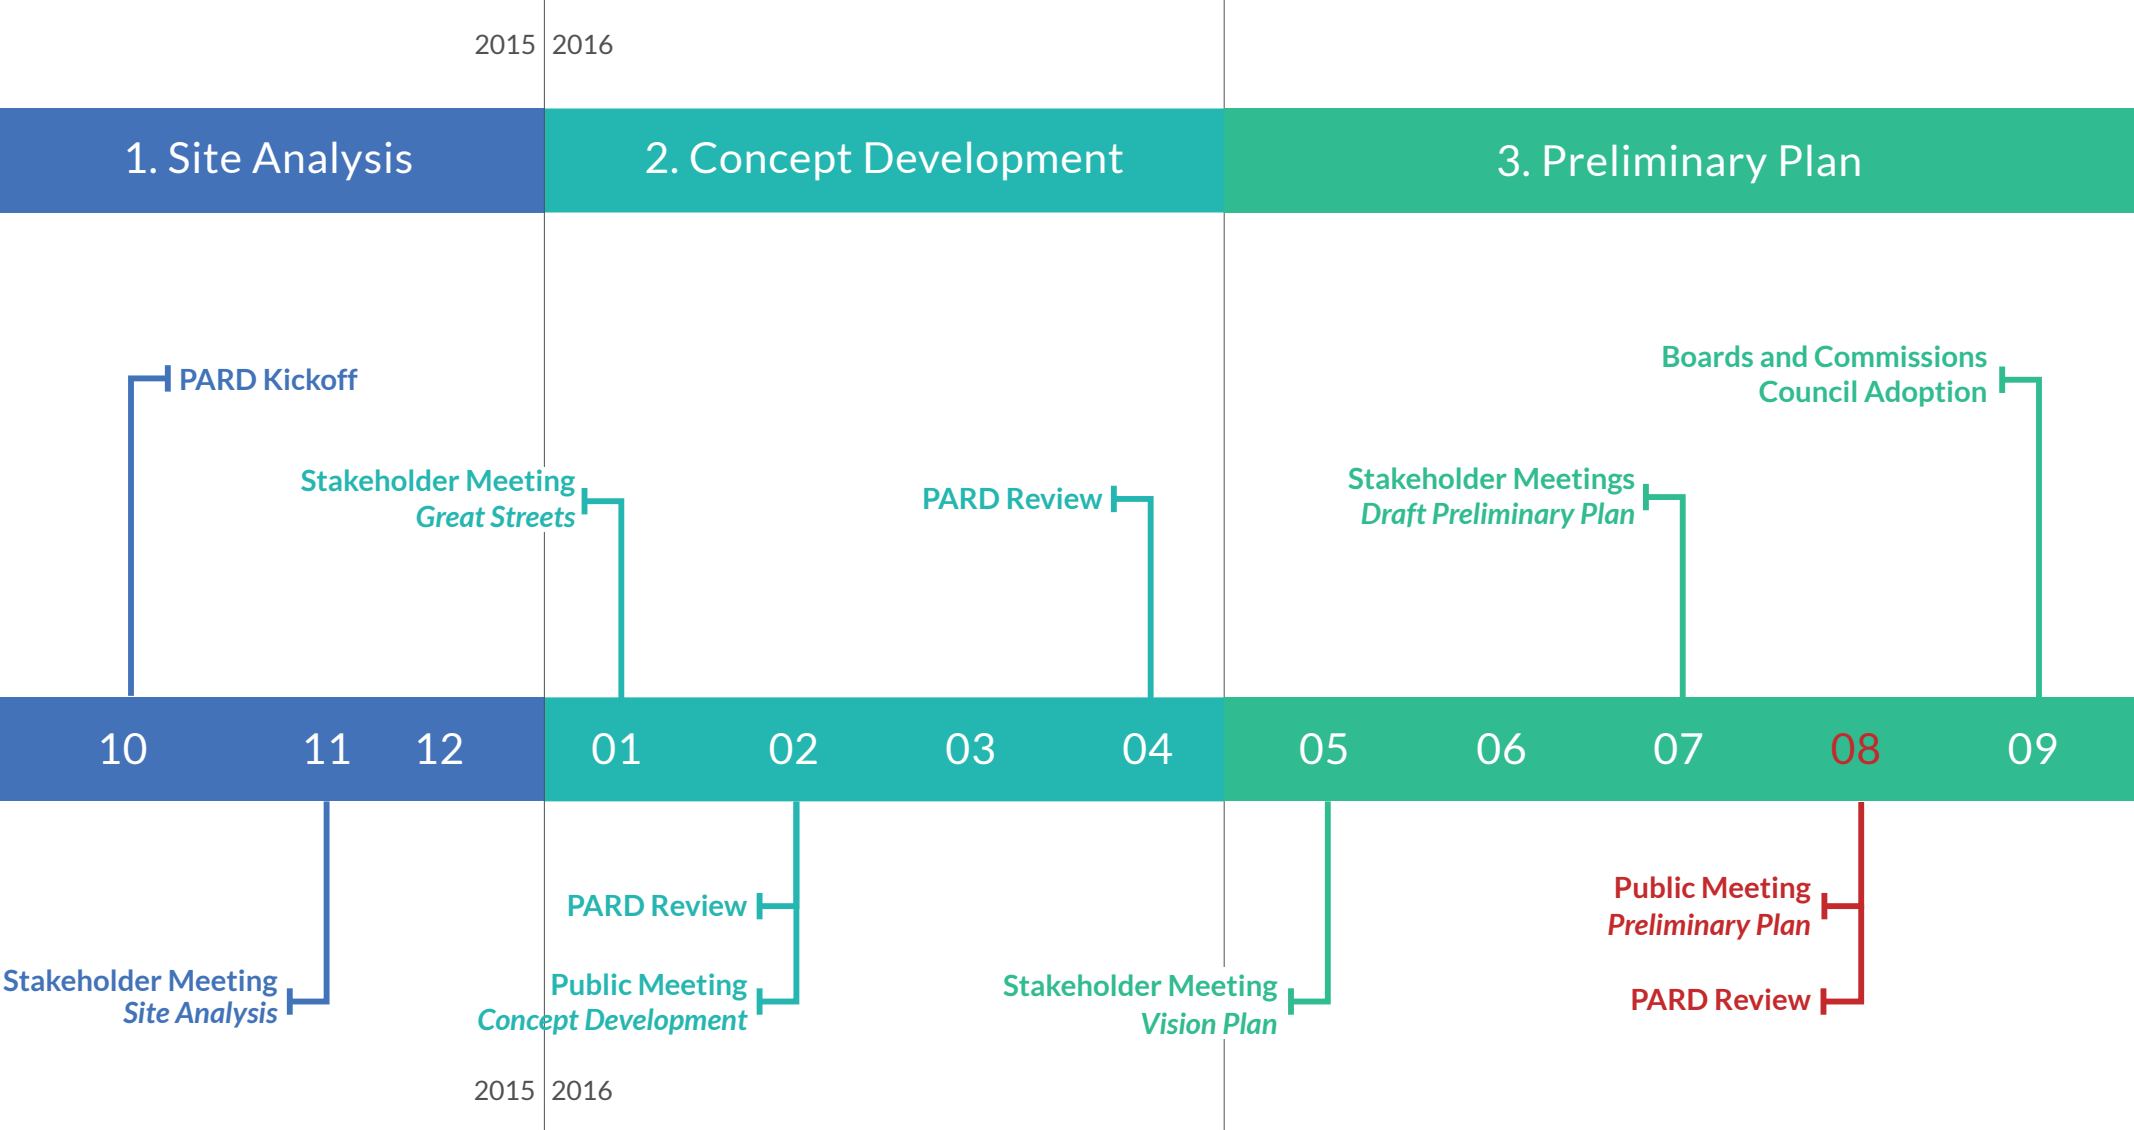 2015 2016
1. Site Analysis
2. Concept Development
3. Preliminary Plan
PARD Kickoff
Stakeholder Meeting
Great Streets
PARD Review
Stakeholder Meetings
Draft Preliminary Plan
Boards and Commissions
Council Adoption
10 11 12 01 02 03 04 05 06 07 08 09
Stakeholder Meeting
Site Analysis
PARD Review
Public Meeting
Concept Development
Stakeholder Meeting
Vision Plan
Public Meeting
Preliminary Plan
PARD Review
2015 2016